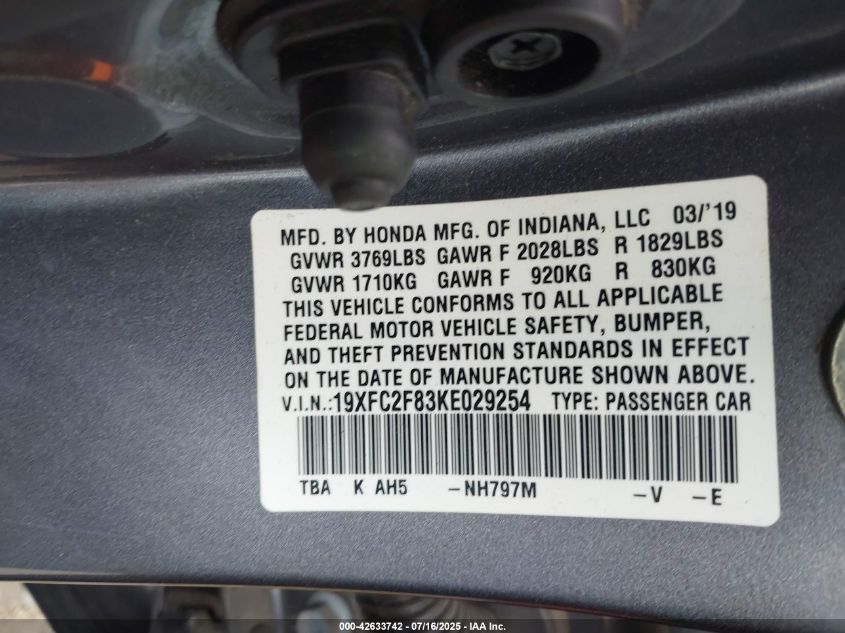 MFD. BY HONDA MFG. OF INDIANA, LLC 03/'19
GVWR 3769LBS GAWR F 2028LBS R 1829LBS
GVWR 1710KG GAWR F 920KG R 830KG
THIS VEHICLE CONFORMS TO ALL APPLICABLE
FEDERAL MOTOR VEHICLE SAFETY, BUMPER,
AND THEFT PREVENTION STANDARDS IN EFFECT
ON THE DATE OF MANUFACTURE SHOWN ABOVE.
V.I.N.:19XFC2F83KE029254 TYPE: PASSENGER CAR
TBA K AH5 -NH797M -V -E
000-42633742 / 07/16/2025 - IAA Inc.